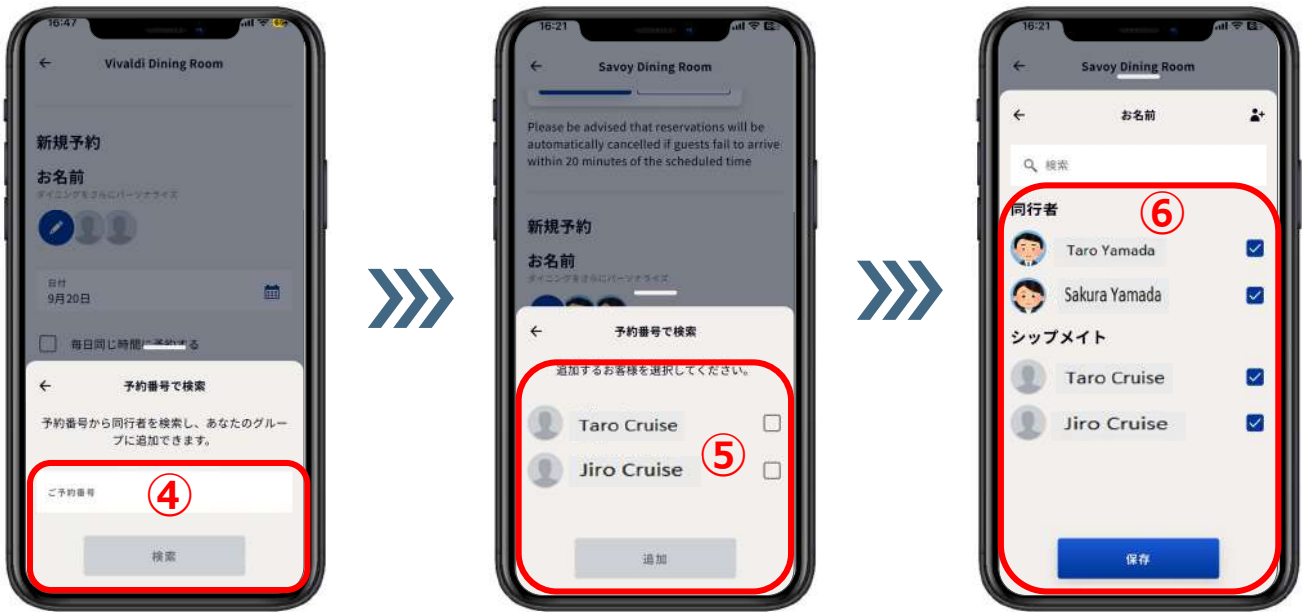 16:47
Vivaldi Dining Room
新規予約
お名前
ダイニングをさらにパーソナライズ
日付
9月20日
毎日同じ時間に予約する
予約番号で検索
予約番号から同行者を検索し、あなたのグルー
プに追加できます。
ご予約番号
④
検索
16:21
Savoy Dining Room
Please be advised that reservations will be
automatically cancelled if guests fail to arrive
within 20 minutes of the scheduled time
新規予約
お名前
ダイニングをさらにパーソナライズ
予約番号で検索
追加するお客様を選択してください。
Taro Cruise
Jiro Cruise
⑤
追加
16:21
Savoy Dining Room
お名前
検索
同行者
⑥
Taro Yamada
Sakura Yamada
シップメイト
Taro Cruise
Jiro Cruise
保存